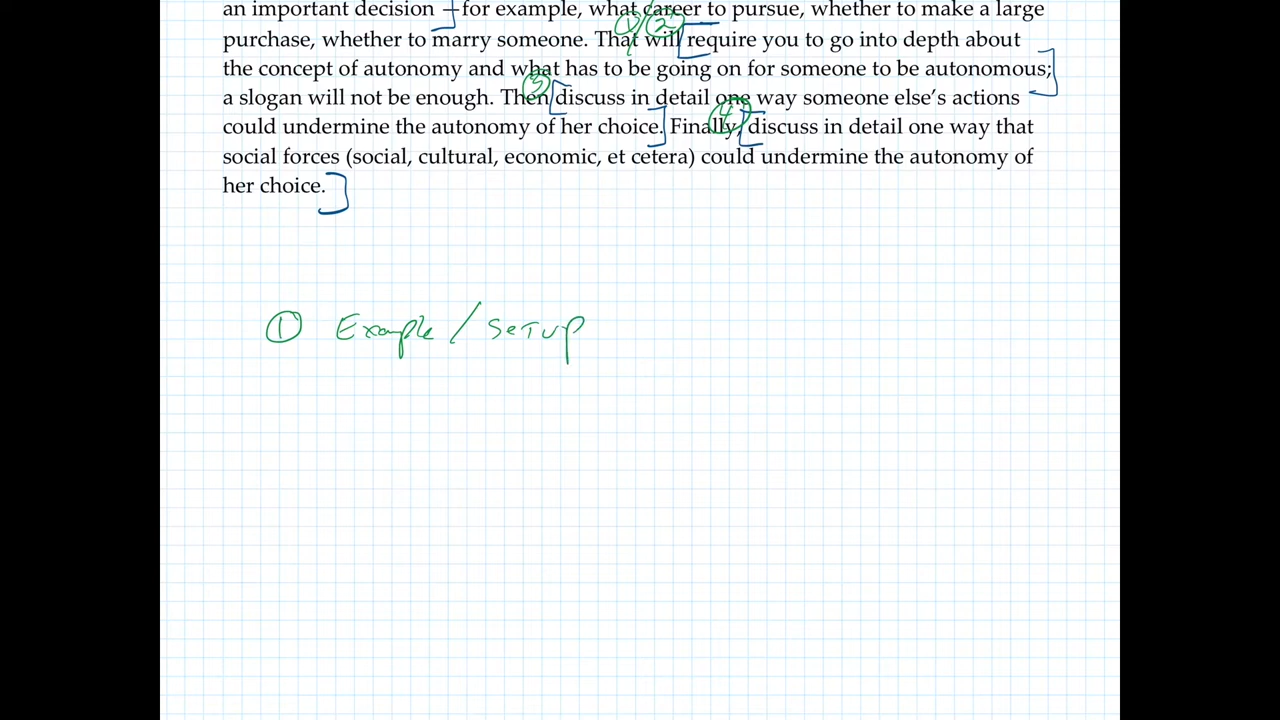 an important decision — for example, what career to pursue, whether to make a large
① / ②
purchase, whether to marry someone. That will require you to go into depth about
the concept of autonomy and what has to be going on for someone to be autonomous;
③
a slogan will not be enough. Then discuss in detail one way someone else's actions
④
could undermine the autonomy of her choice. Finally, discuss in detail one way that
social forces (social, cultural, economic, et cetera) could undermine the autonomy of
her choice.
① Example / Setup